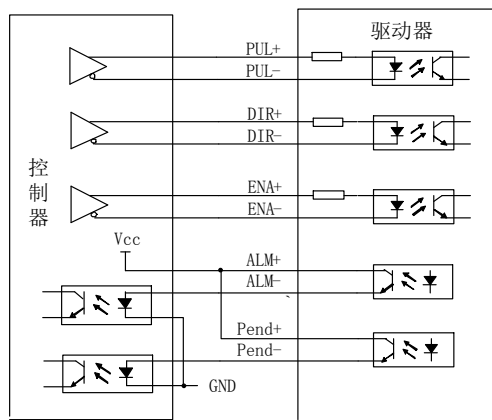 驱动器
PUL+
PUL-
DIR+
DIR-
控制器
ENA+
ENA-
Vcc
ALM+
ALM-
Pend+
Pend-
GND